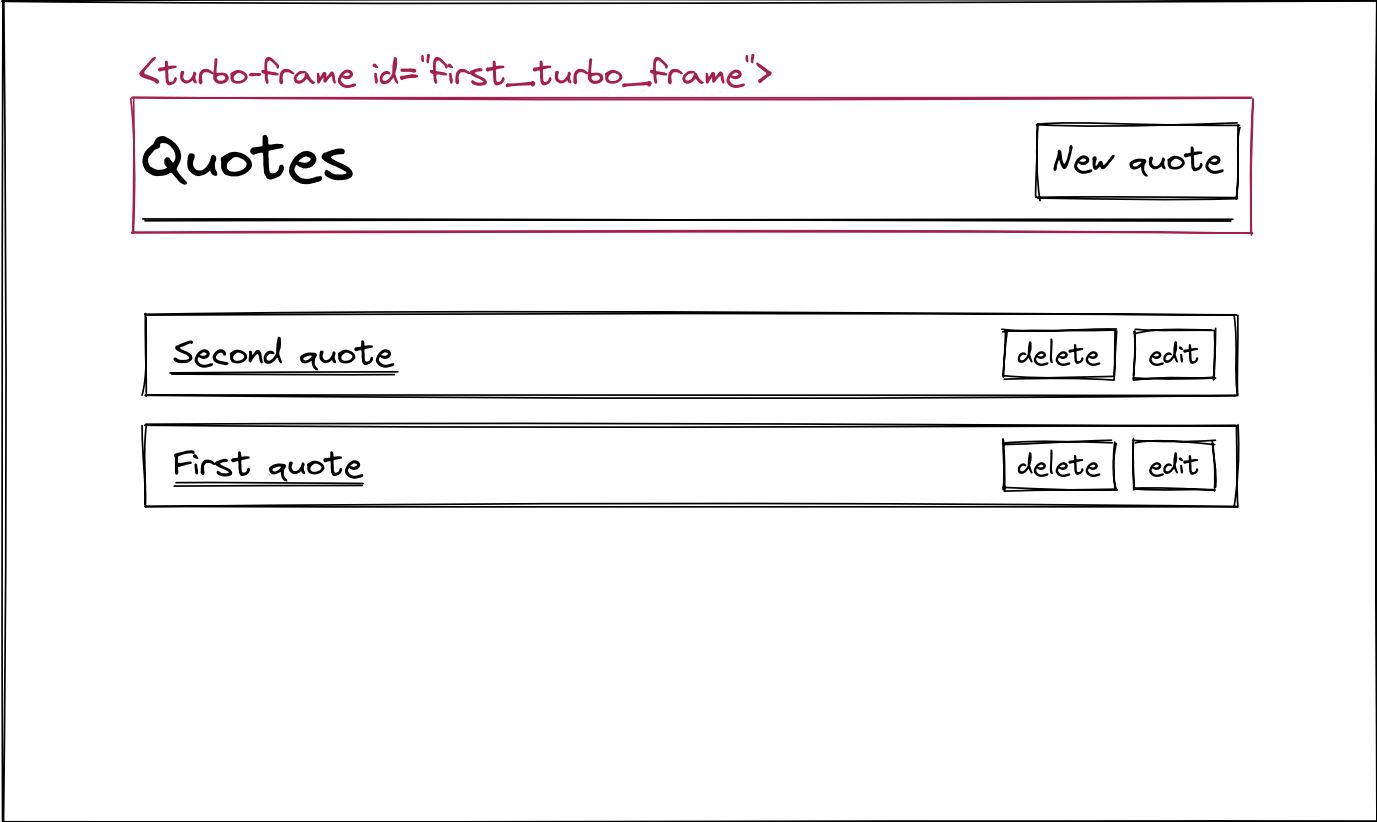 <turbo-frame id="first_turbo_frame">
Quotes New quote
Second quote delete edit
First quote delete edit